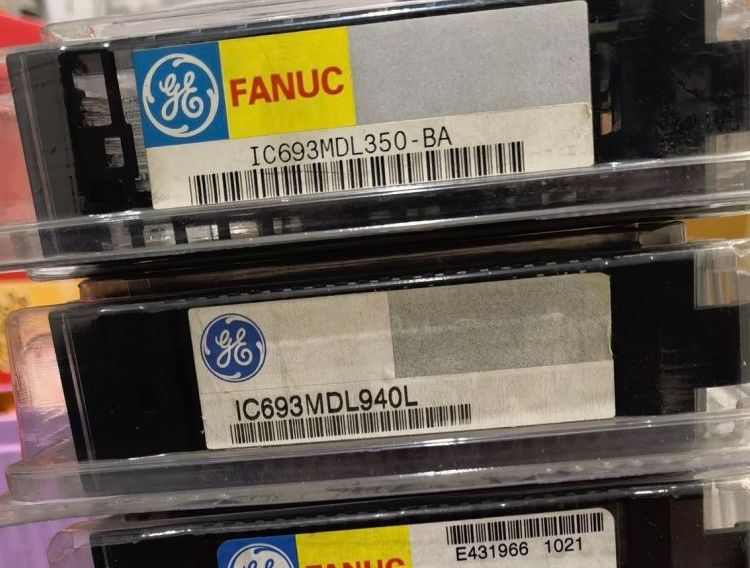 GE
FANUC
IC693MDL350-BA
GE
IC693MDL940L
E431966 1021
GE
FANUC